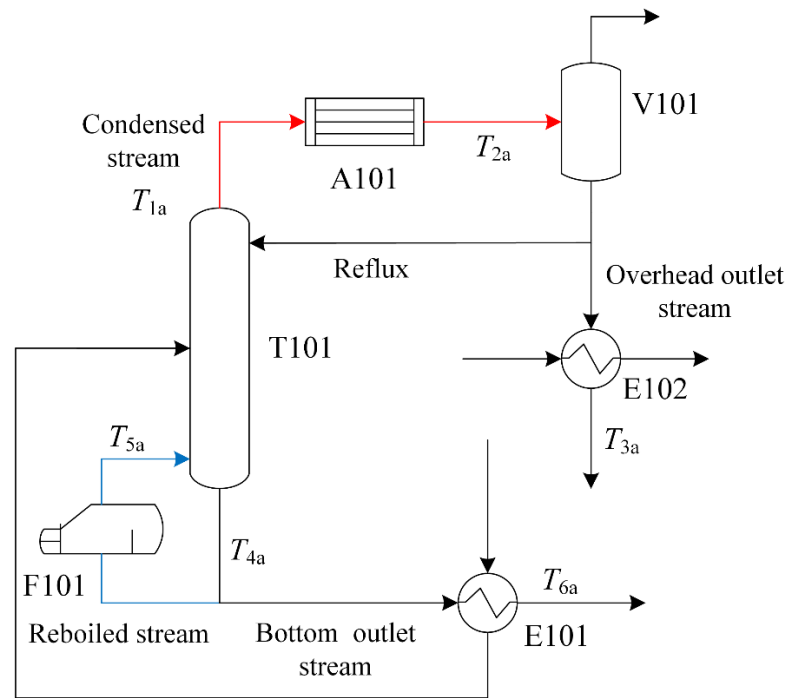 V101
Condensed
stream
T1a
A101
T2a
Reflux
Overhead outlet
stream
T101
E102
T3a
T5a
T4a
F101
T6a
Reboiled stream
Bottom outlet
stream
E101